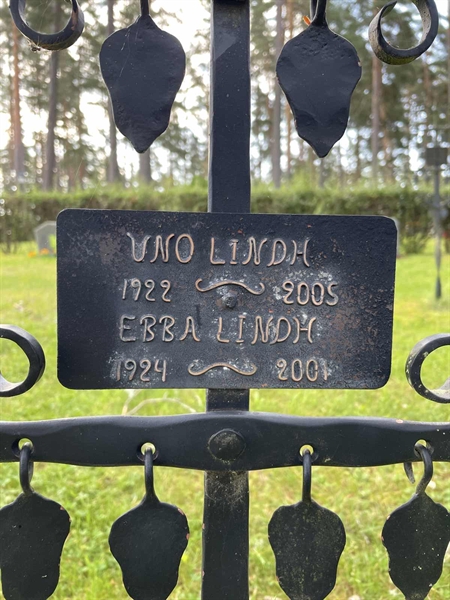 UNO LINDH
1922 2005
EBBA LINDH
1924 2001